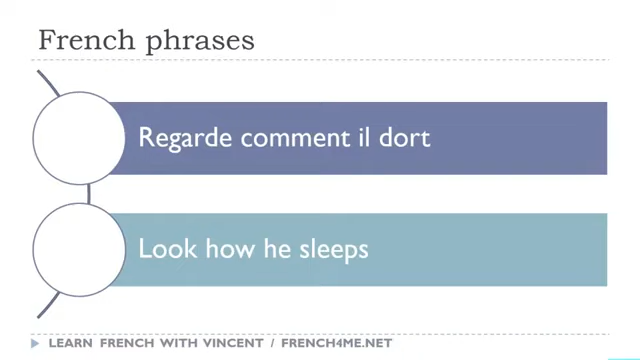 French phrases
Regarde comment il dort
Look how he sleeps
LEARN FRENCH WITH VINCENT / FRENCH4ME.NET